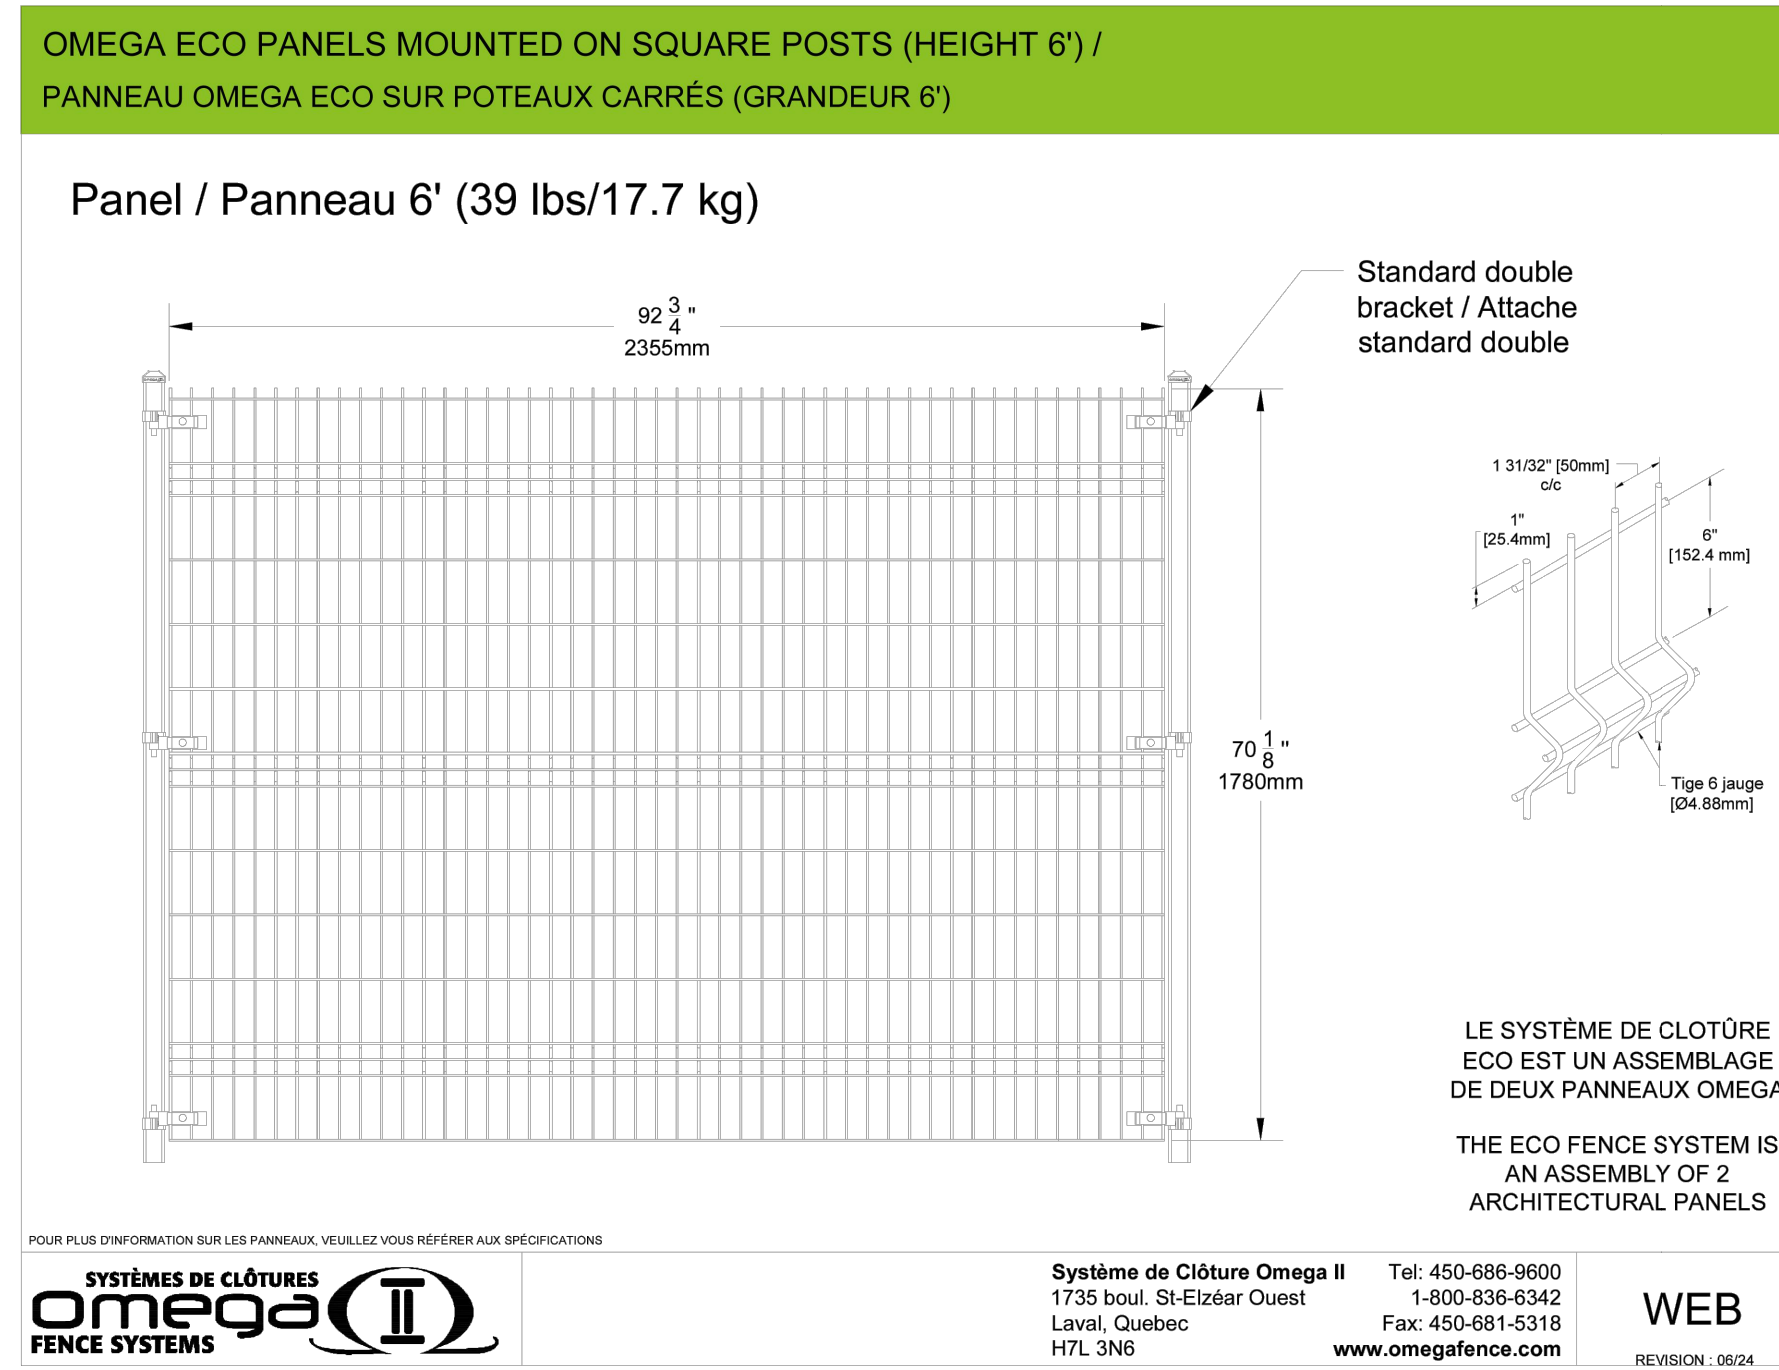 OMEGA ECO PANELS MOUNTED ON SQUARE POSTS (HEIGHT 6') /
PANNEAU OMEGA ECO SUR POTEAUX CARRÉS (GRANDEUR 6')
Panel / Panneau 6' (39 lbs/17.7 kg)
Standard double
bracket / Attache
standard double
92 3/4 "
2355mm
1 31/32" [50mm]
c/c
1"
[25.4mm]
6"
[152.4 mm]
70 1/8 "
1780mm
Tige 6 jauge
[Ø4.88mm]
LE SYSTÈME DE CLOTÛRE
ECO EST UN ASSEMBLAGE
DE DEUX PANNEAUX OMEGA
THE ECO FENCE SYSTEM IS
AN ASSEMBLY OF 2
ARCHITECTURAL PANELS
POUR PLUS D'INFORMATION SUR LES PANNEAUX, VEUILLEZ VOUS RÉFÉRER AUX SPÉCIFICATIONS
SYSTÈMES DE CLÔTURES
omega II
FENCE SYSTEMS
Système de Clôture Omega II
1735 boul. St-Elzéar Ouest
Laval, Quebec
H7L 3N6
Tel: 450-686-9600
1-800-836-6342
Fax: 450-681-5318
www.omegafence.com
WEB
REVISION : 06/24